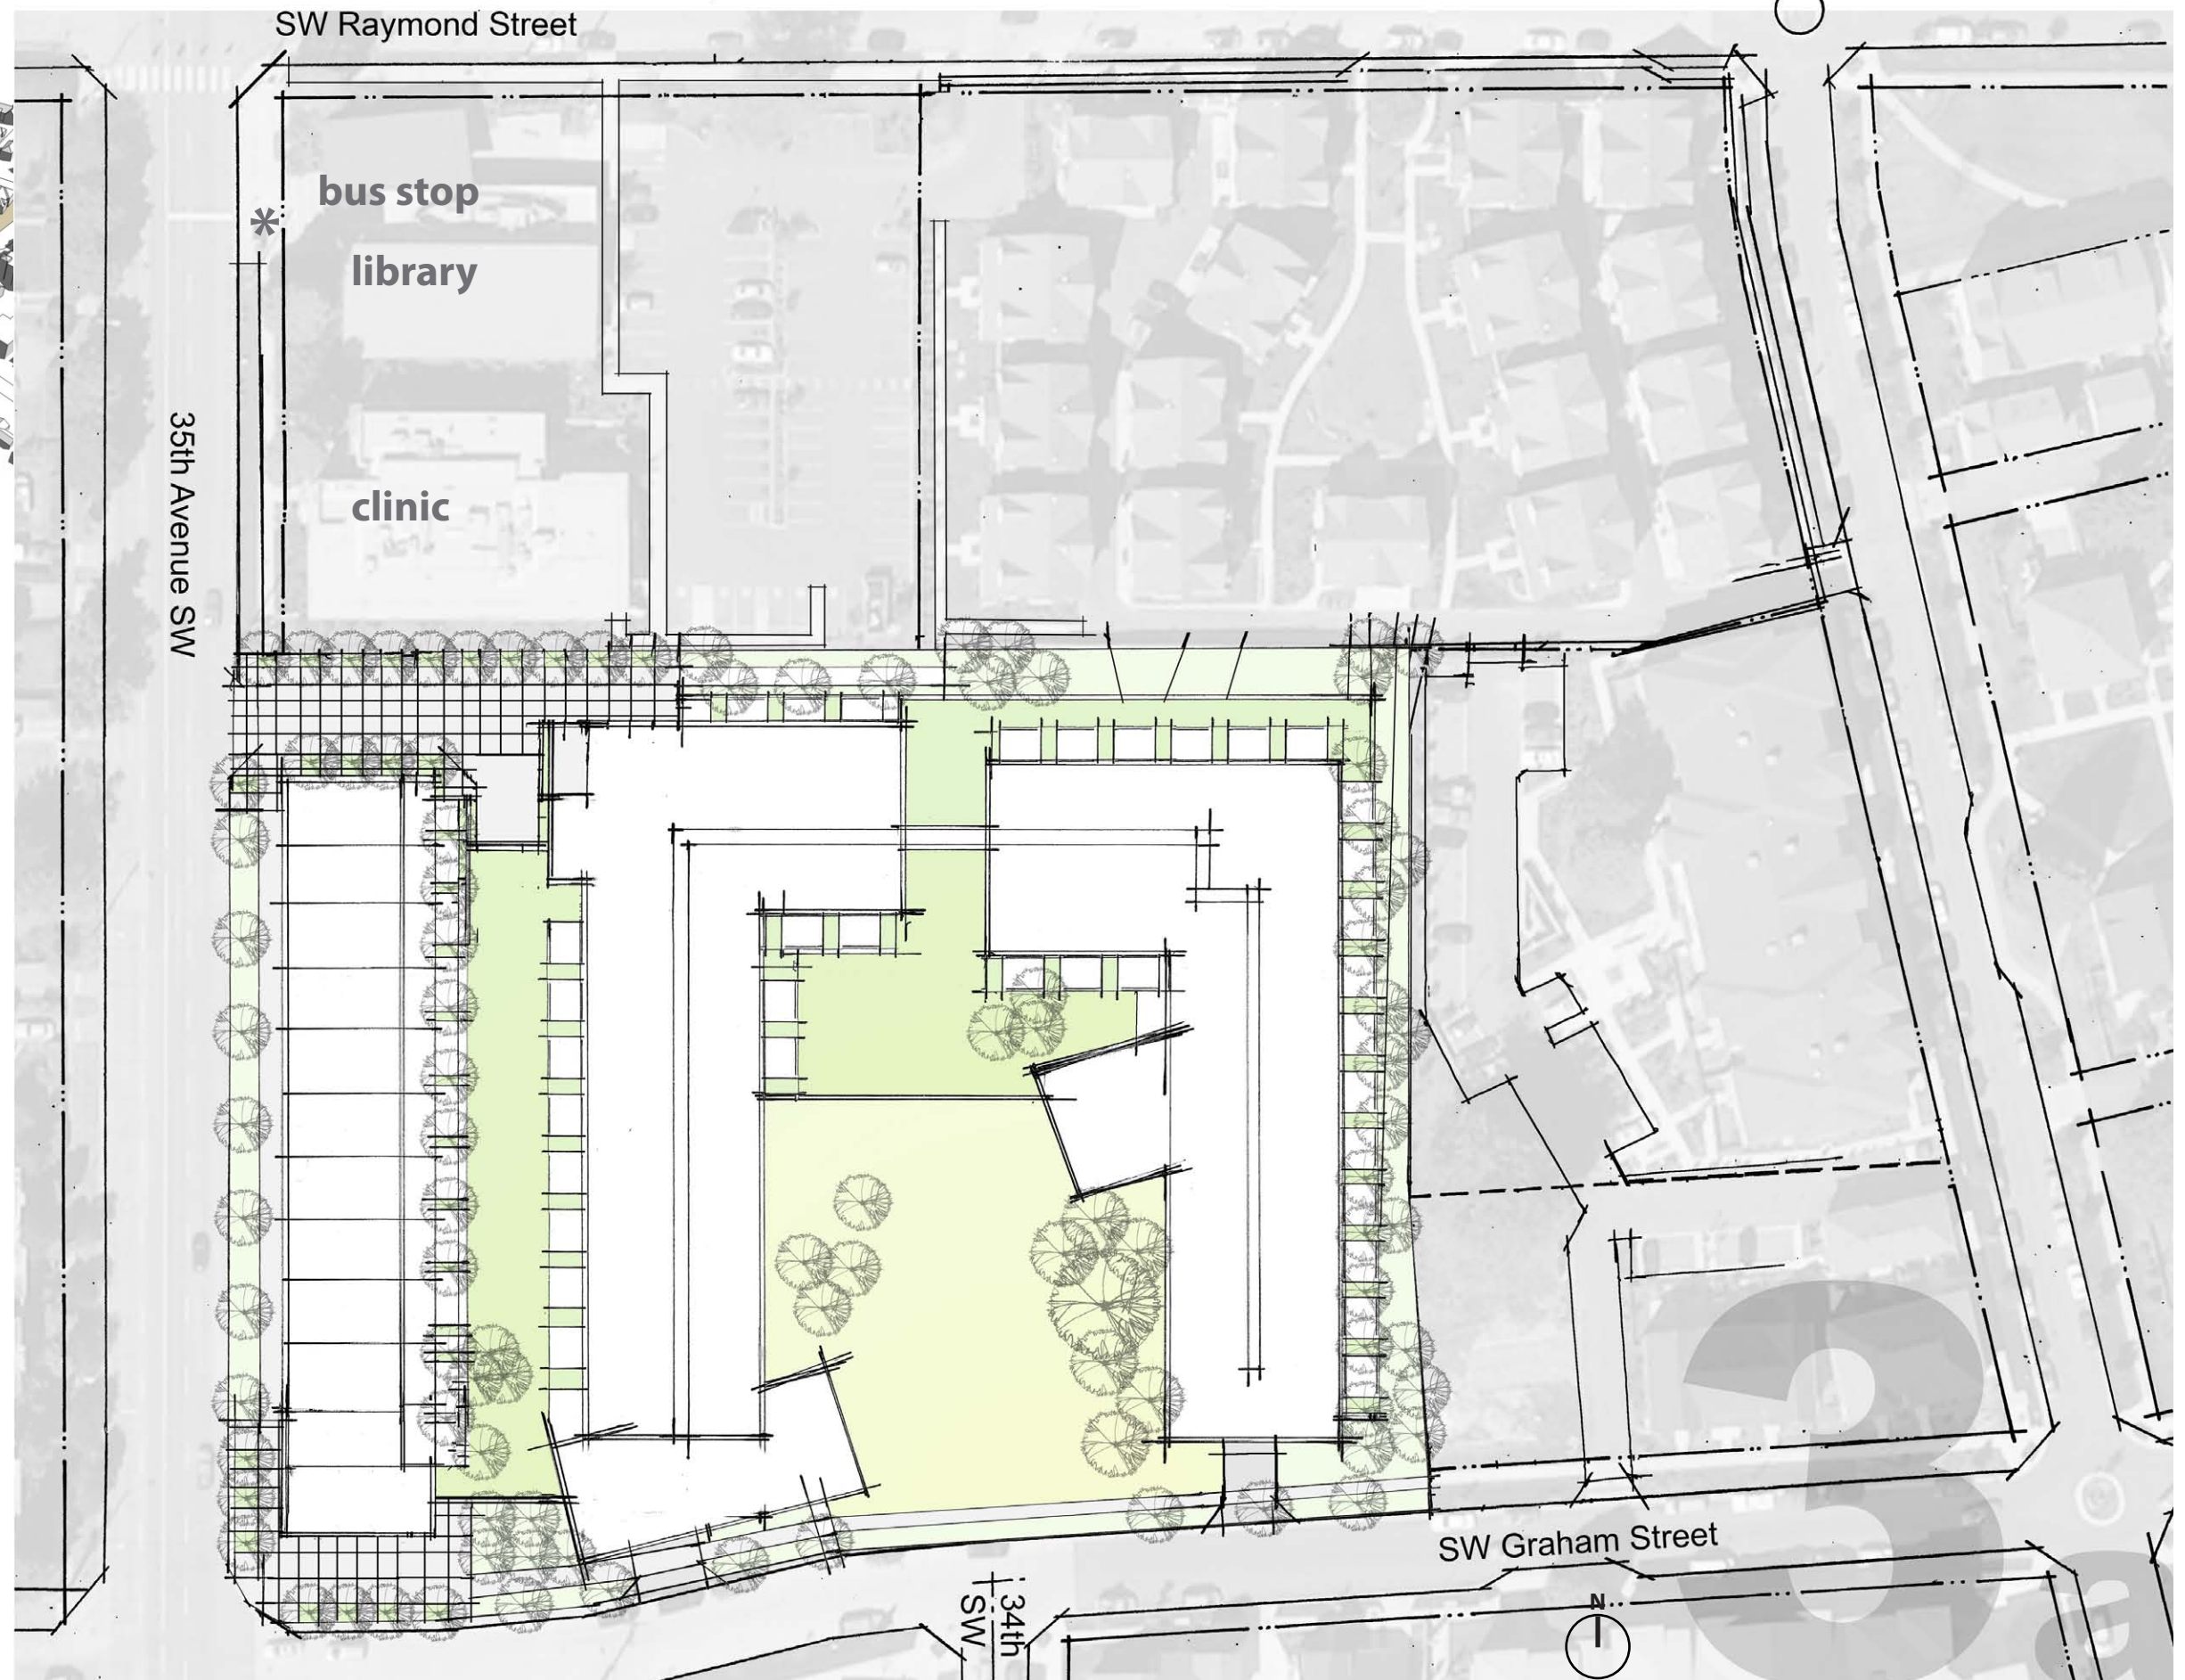 SW Raymond Street
bus stop
*
library
clinic
35th Avenue SW
SW Graham Street
34th
SW
N
3
a